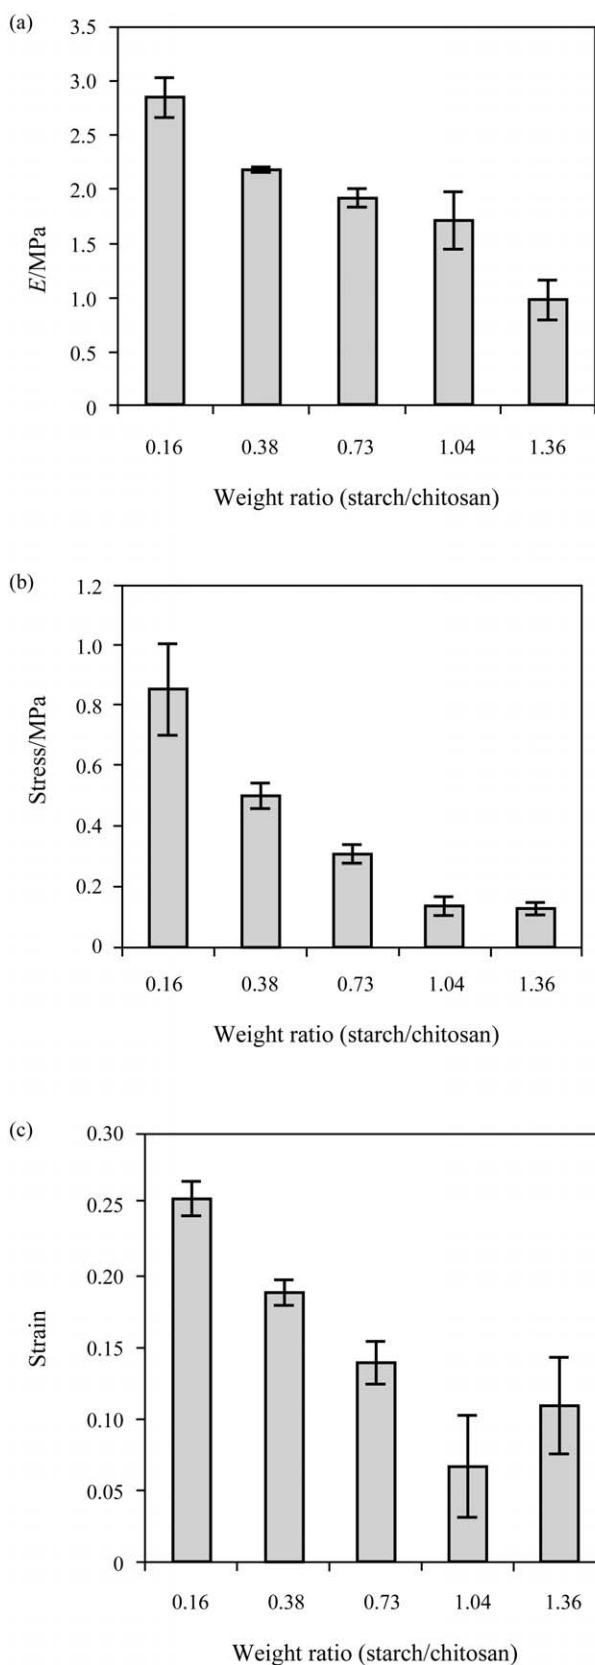 (a)
3.5
3.0
2.5
2.0
1.5
1.0
0.5
0
E/MPa
0.16 0.38 0.73 1.04 1.36
Weight ratio (starch/chitosan)
(b)
1.2
1.0
0.8
0.6
0.4
0.2
0
Stress/MPa
0.16 0.38 0.73 1.04 1.36
Weight ratio (starch/chitosan)
(c)
0.30
0.25
0.20
0.15
0.10
0.05
0
Strain
0.16 0.38 0.73 1.04 1.36
Weight ratio (starch/chitosan)